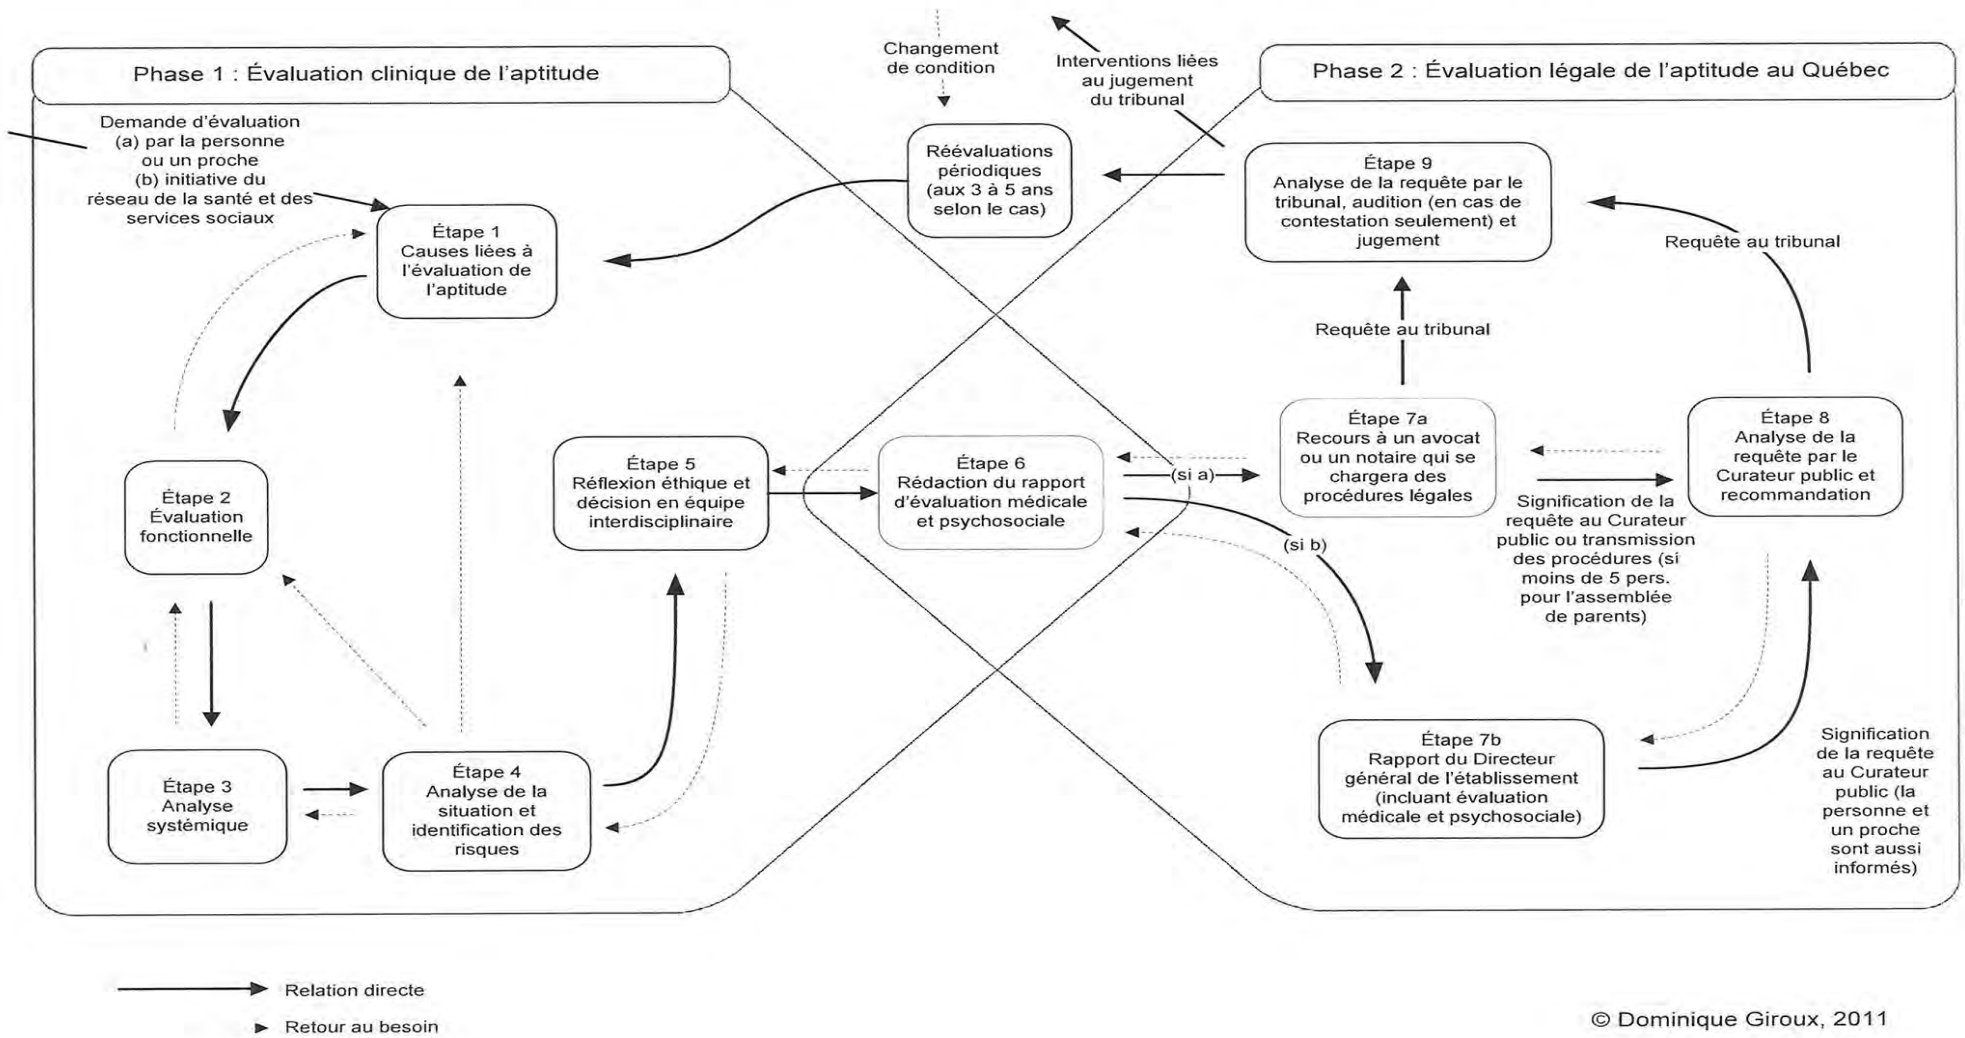 Phase 1 : Évaluation clinique de l'aptitude
Changement
de condition
Interventions liées
au jugement
du tribunal
Phase 2 : Évaluation légale de l'aptitude au Québec
Demande d'évaluation
(a) par la personne
ou un proche
(b) initiative du
réseau de la santé et des
services sociaux
Réévaluations
périodiques
(aux 3 à 5 ans
selon le cas)
Étape 9
Analyse de la requête par le
tribunal, audition (en cas de
contestation seulement) et
jugement
Étape 1
Causes liées à
l'évaluation de
l'aptitude
Requête au tribunal
Requête au tribunal
Étape 2
Évaluation
fonctionnelle
Étape 5
Réflexion éthique et
décision en équipe
interdisciplinaire
Étape 6
Rédaction du rapport
d'évaluation médicale
et psychosociale
(si a)
(si b)
Étape 7a
Recours à un avocat
ou un notaire qui se
chargera des
procédures légales
Étape 8
Analyse de la
requête par le
Curateur public et
recommandation
Signification de la
requête au Curateur
public ou transmission
des procédures (si
moins de 5 pers.
pour l'assemblée
de parents)
Étape 3
Analyse
systémique
Étape 4
Analyse de la
situation et
identification des
risques
Étape 7b
Rapport du Directeur
général de l'établissement
(incluant évaluation
médicale et psychosociale)
Signification
de la requête
au Curateur
public (la
personne et
un proche
sont aussi
informés)
Relation directe
Retour au besoin
© Dominique Giroux, 2011